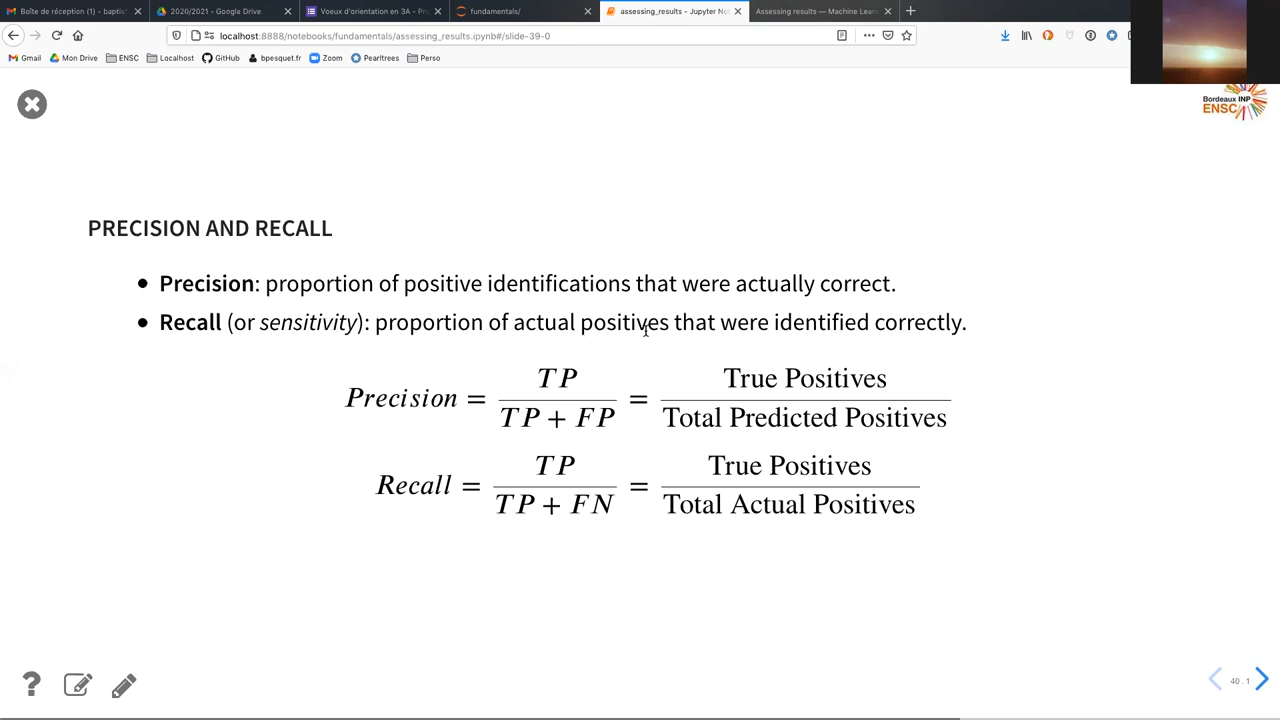 Boîte de réception (1) - baptis
2020/2021 - Google Drive
Voeux d'orientation en 3A - Pr
fundamentals/
assessing_results - Jupyter No
Assessing results — Machine Learn
localhost:8888/notebooks/fundamentals/assessing_results.ipynb#/slide-39-0
Gmail
Mon Drive
ENSC
Localhost
GitHub
bpesquet.fr
Zoom
Pearltrees
Perso
Bordeaux INP
ENSC
PRECISION AND RECALL
• Precision: proportion of positive identifications that were actually correct.
• Recall (or sensitivity): proportion of actual positives that were identified correctly.
Precision = TP / (TP + FP) = True Positives / Total Predicted Positives
Recall = TP / (TP + FN) = True Positives / Total Actual Positives
?
40 . 1